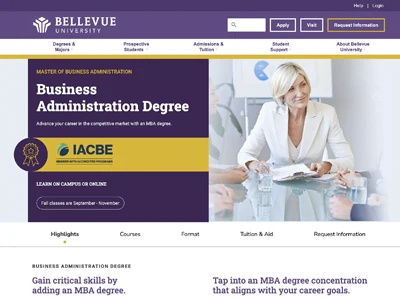 Help | Login
BELLEVUE
UNIVERSITY
Apply
Visit
Request Information
Degrees &
Majors
Prospective
Students
Admissions &
Tuition
Student
Support
About Bellevue
University
MASTER OF BUSINESS ADMINISTRATION
Business
Administration Degree
Advance your career in the competitive market with an MBA degree.
IACBE
MEMBER WITH ACCREDITED PROGRAMS
LEARN ON CAMPUS OR ONLINE
Fall classes are September - November
Highlights
Courses
Format
Tuition & Aid
Request Information
BUSINESS ADMINISTRATION DEGREE
Gain critical skills by
adding an MBA degree.
Tap into an MBA degree concentration
that aligns with your career goals.